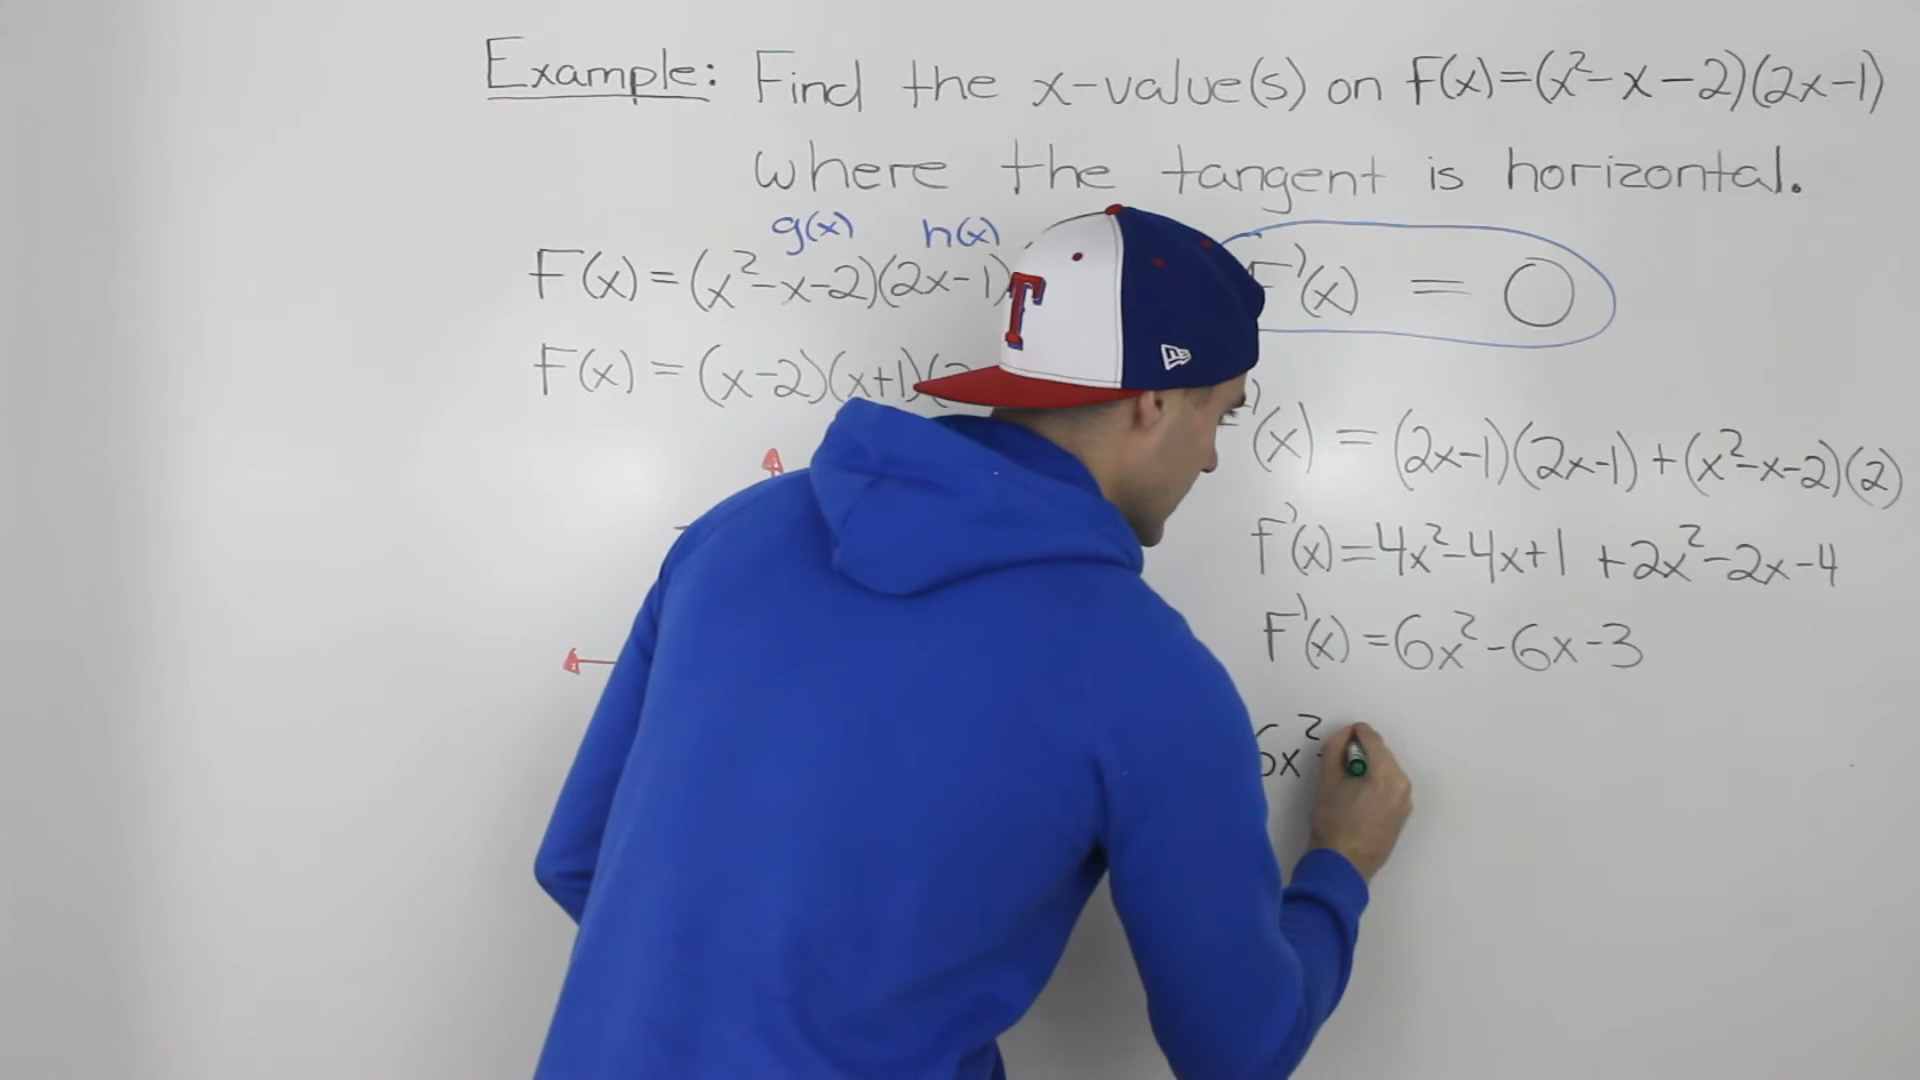 Example: Find the x-value(s) on F(x)=(x²-x-2)(2x-1)
where the tangent is horizontal.
g(x) h(x)
F(x)=(x²-x-2)(2x-1)
F(x)=(x-2)(x+1)(
F'(x) = 0
'(x) = (2x-1)(2x-1)+(x²-x-2)(2)
F'(x)=4x²-4x+1 +2x²-2x-4
F'(x)=6x²-6x-3
6x²
T